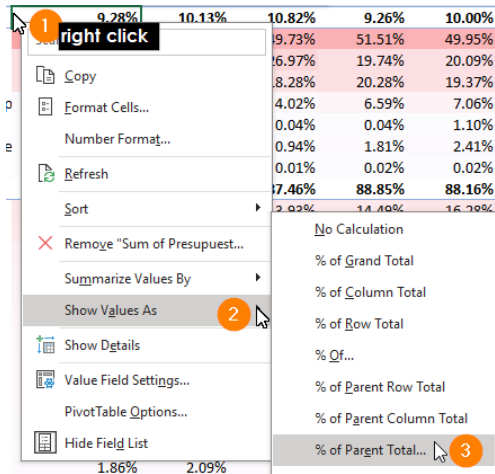 9.28% 10.13% 10.82% 9.26% 10.00%
1 right click 49.73% 51.51% 49.95%
Copy 26.97% 19.74% 20.09%
18.28% 20.28% 19.37%
p Format Cells... 4.02% 6.59% 7.06%
0.04% 0.04% 1.10%
e Number Format... 0.94% 1.81% 2.41%
0.01% 0.02% 0.02%
Refresh 87.46% 88.85% 88.16%
Sort 13.93% 14.49% 16.28%
Remove "Sum of Presupuest...
Summarize Values By
Show Values As 2
Show Details
Value Field Settings...
PivotTable Options...
Hide Field List
No Calculation
% of Grand Total
% of Column Total
% of Row Total
% Of...
% of Parent Row Total
% of Parent Column Total
% of Parent Total... 3
1.86% 2.09%